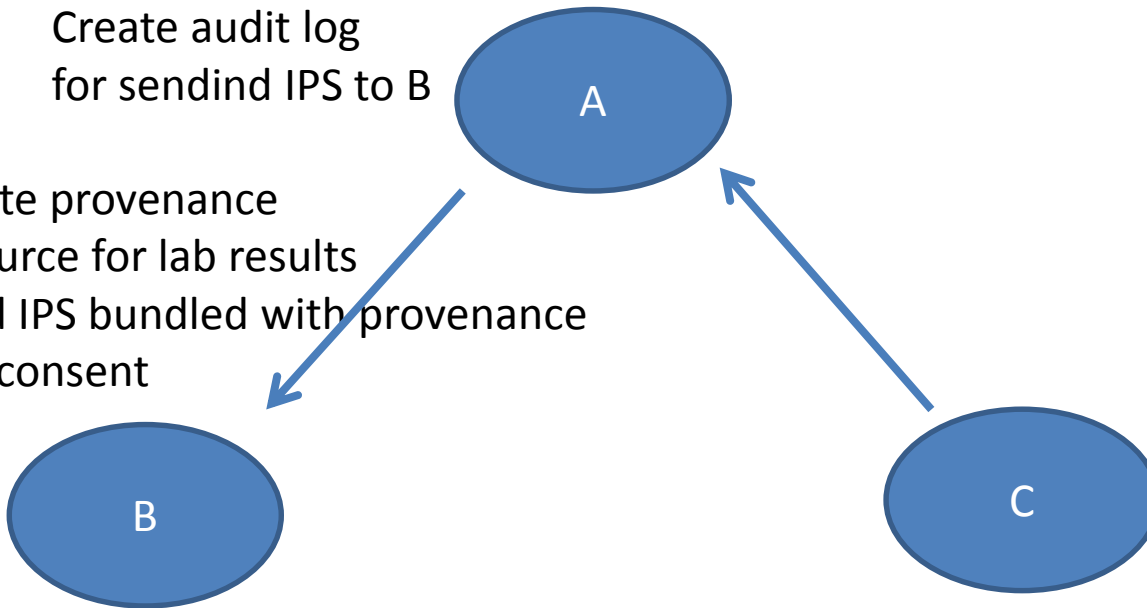 Create audit log
for sendind IPS to B
A
te provenance
urce for lab results
IPS bundled with provenance
consent
B
C